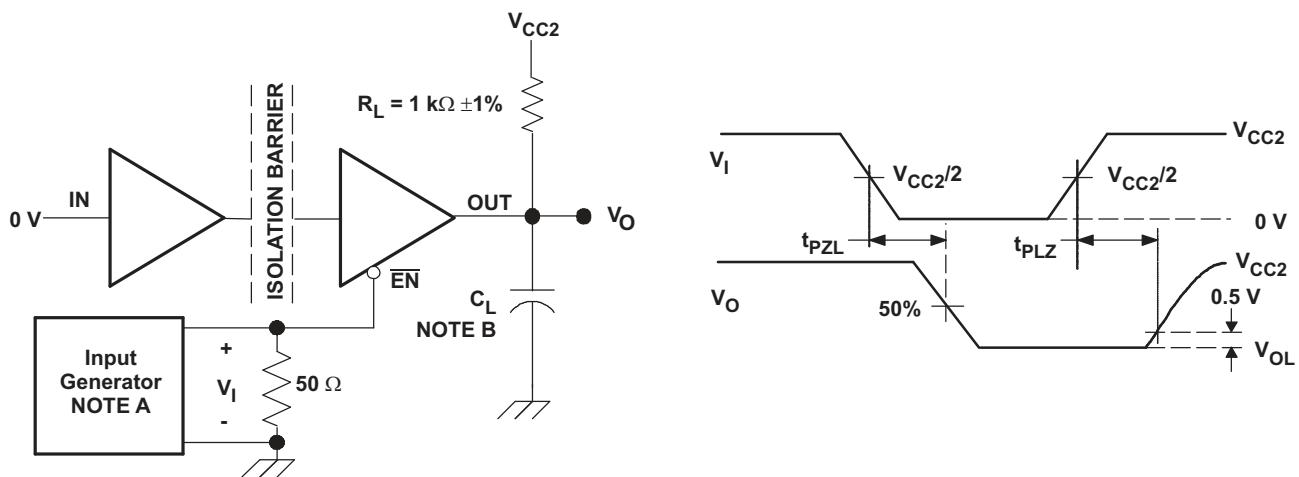 V_CC2
R_L = 1 kΩ ±1%
ISOLATION BARRIER
IN
0 V
OUT
V_O
EN
C_L
NOTE B
Input
Generator
NOTE A
+
V_I
-
50 Ω
V_I
V_CC2/2
V_CC2/2
V_CC2
0 V
t_PZL
t_PLZ
V_O
50%
V_CC2
0.5 V
V_OL